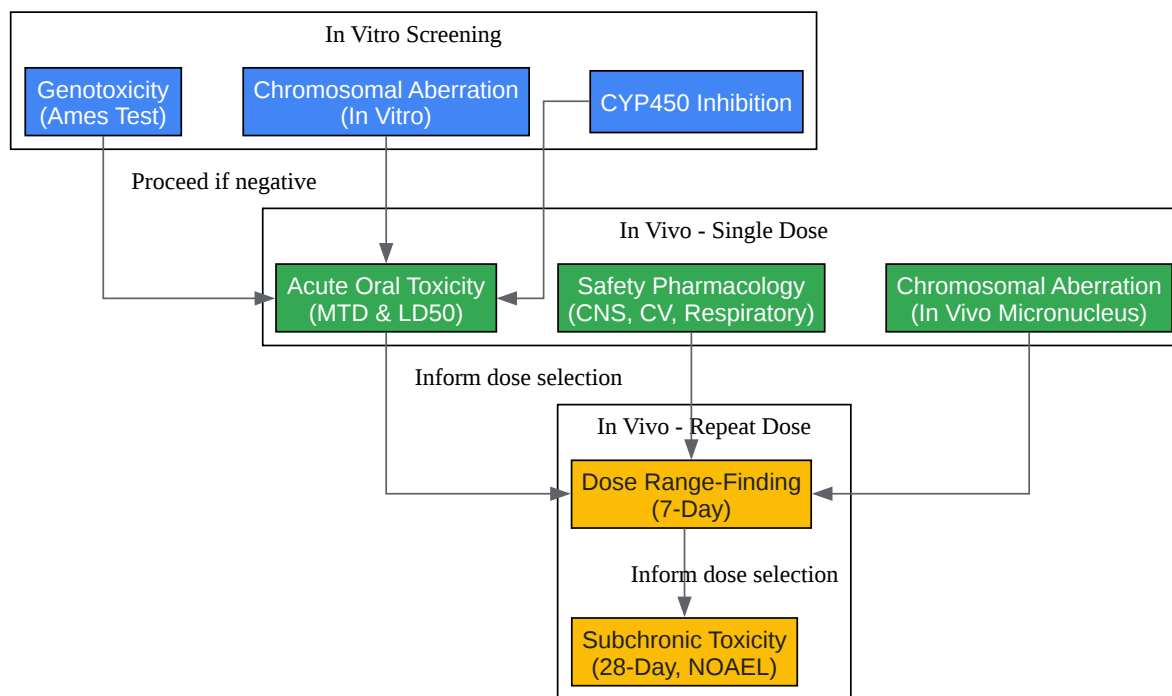 In Vitro Screening
Genotoxicity
(Ames Test)
Chromosomal Aberration
(In Vitro)
CYP450 Inhibition
Proceed if negative
In Vivo - Single Dose
Acute Oral Toxicity
(MTD & LD50)
Safety Pharmacology
(CNS, CV, Respiratory)
Chromosomal Aberration
(In Vivo Micronucleus)
Inform dose selection
In Vivo - Repeat Dose
Dose Range-Finding
(7-Day)
Inform dose selection
Subchronic Toxicity
(28-Day, NOAEL)